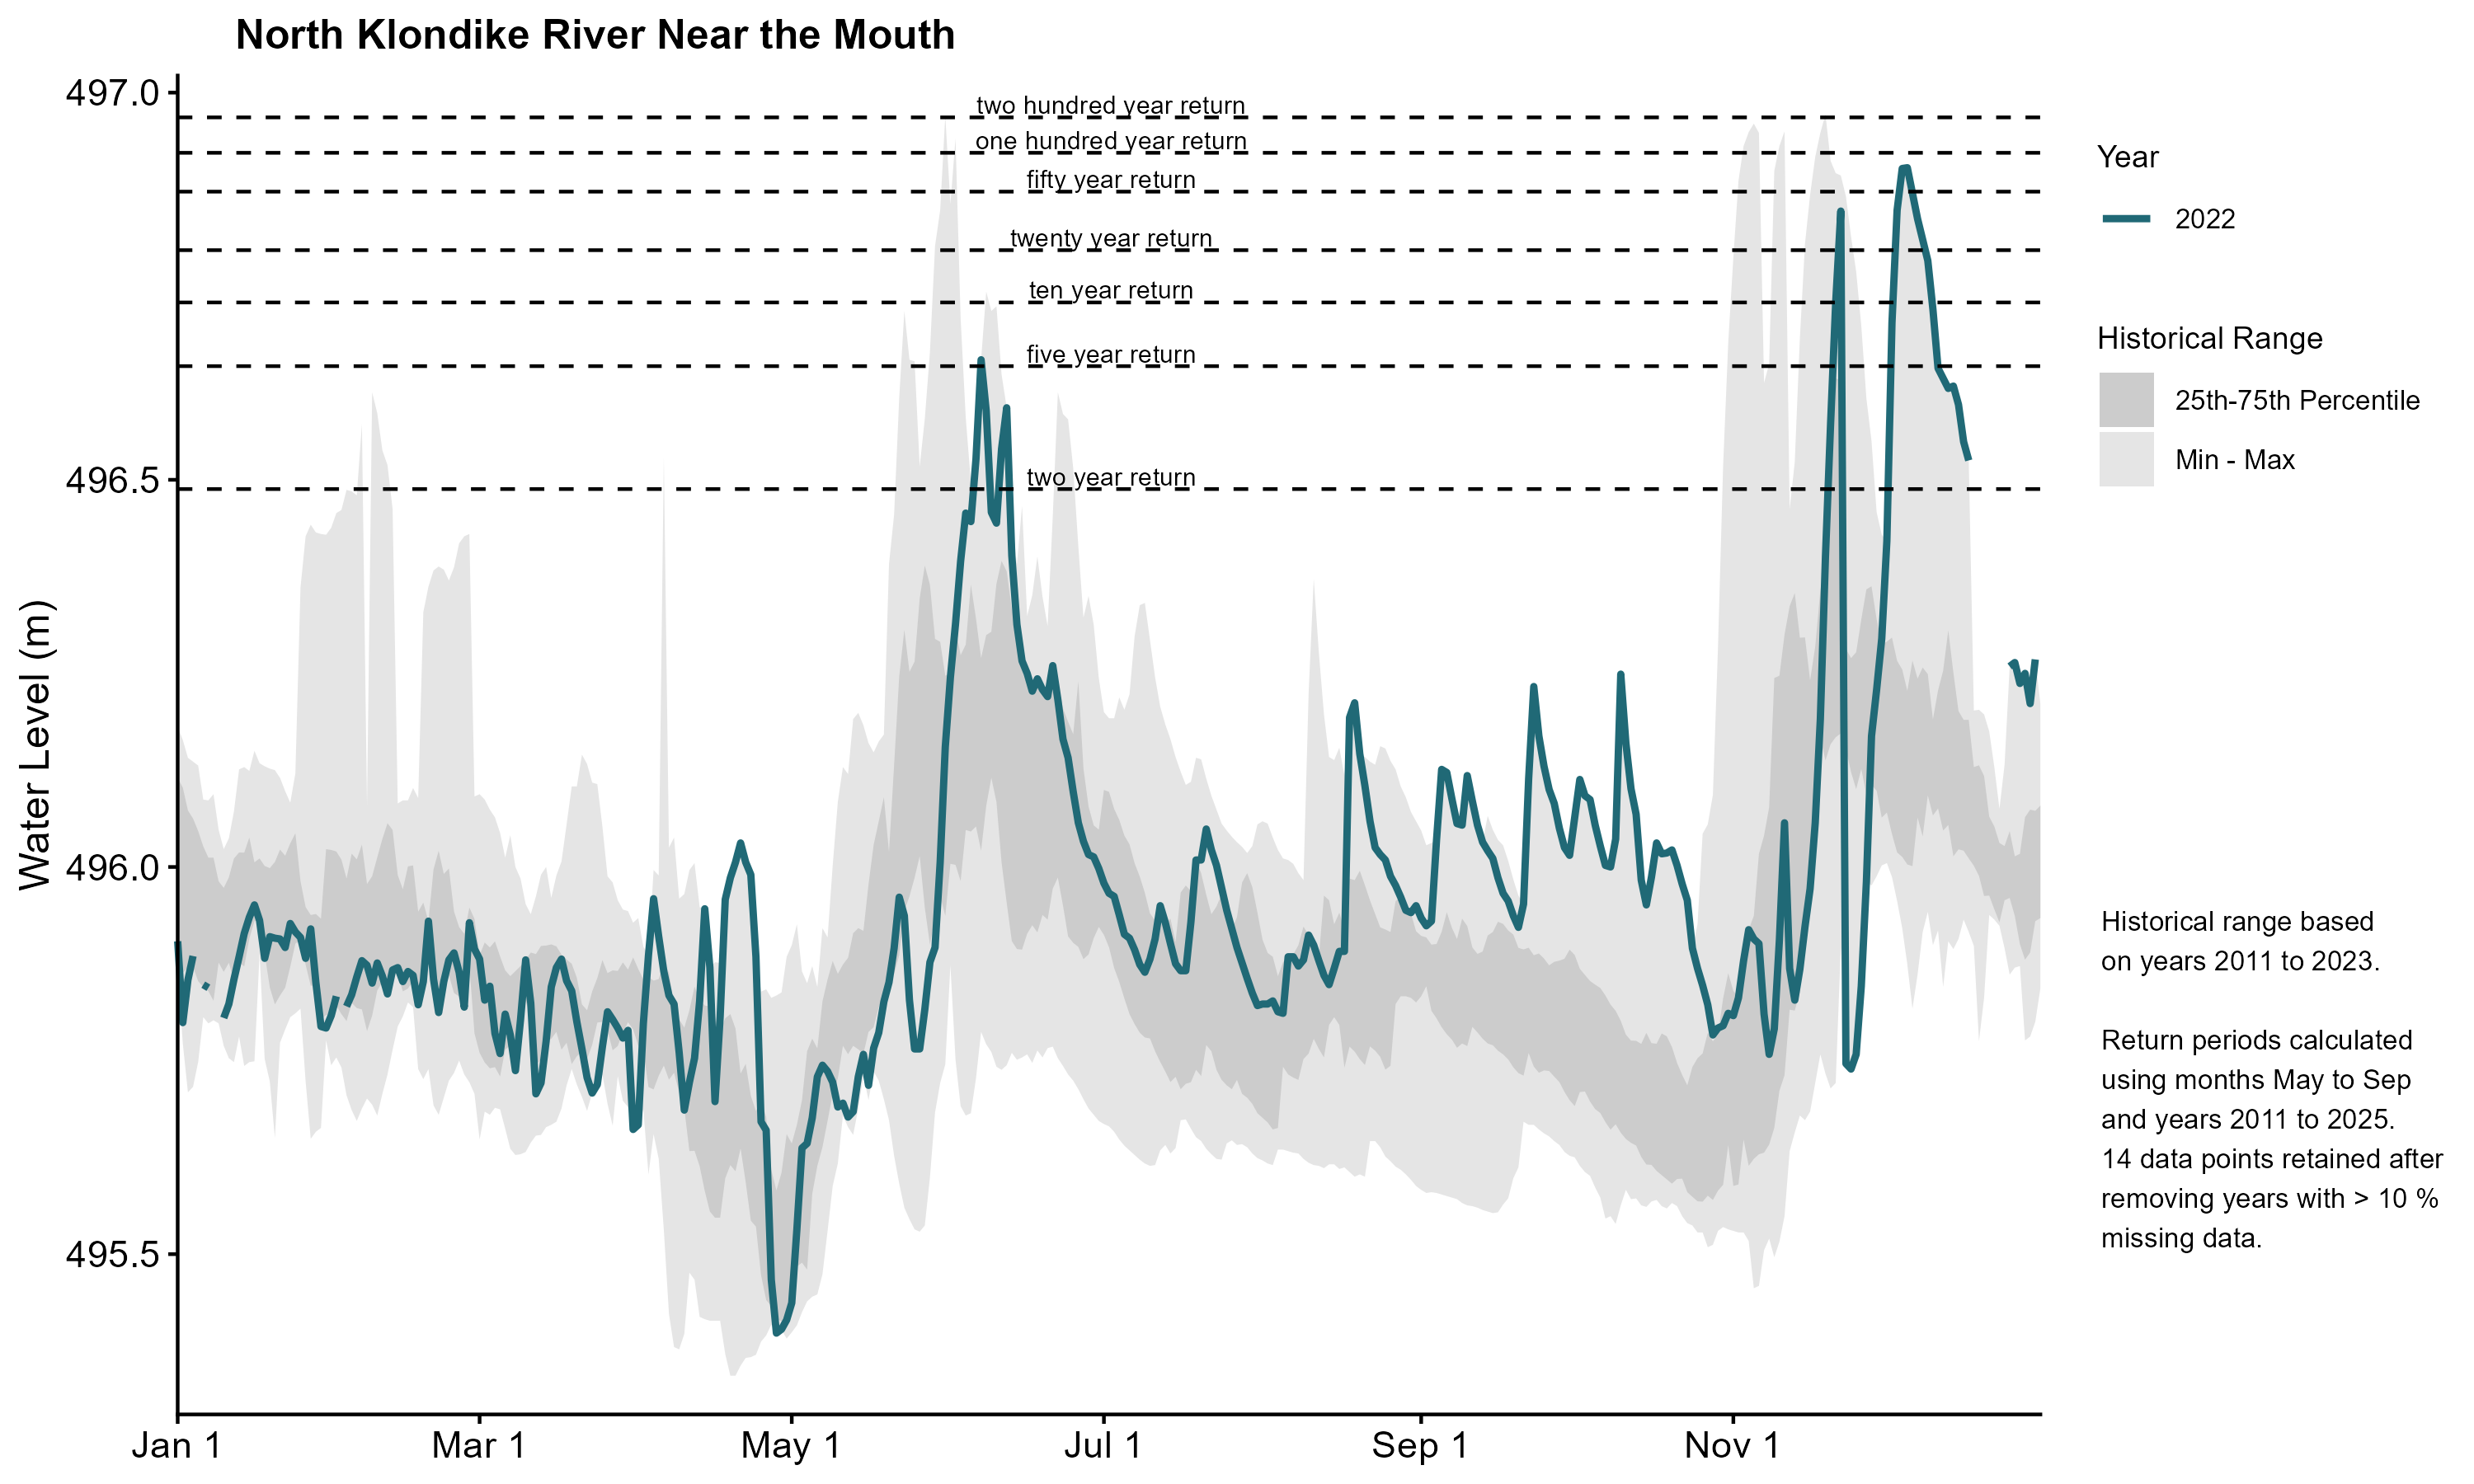 North Klondike River Near the Mouth
Water Level (m)
497.0
496.5
496.0
495.5
two hundred year return
one hundred year return
fifty year return
twenty year return
ten year return
five year return
two year return
Jan 1
Mar 1
May 1
Jul 1
Sep 1
Nov 1
Year
2022
Historical Range
25th-75th Percentile
Min - Max
Historical range based
on years 2011 to 2023.
Return periods calculated
using months May to Sep
and years 2011 to 2025.
14 data points retained after
removing years with > 10 %
missing data.